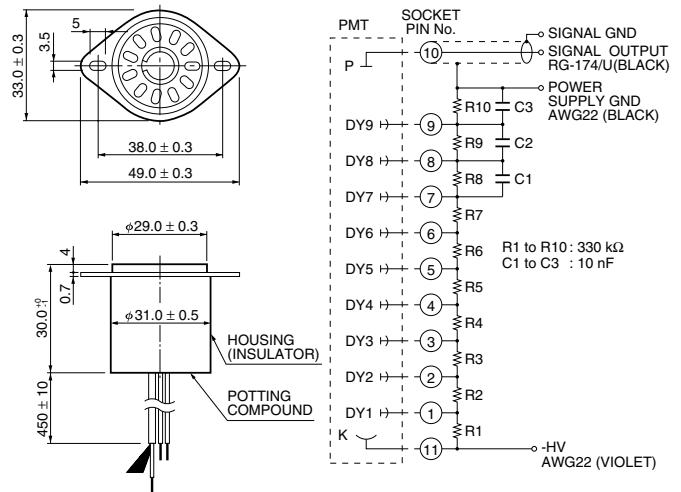 5
3.5
33.0 ± 0.3
38.0 ± 0.3
49.0 ± 0.3
φ29.0 ± 0.3
4
0.7
30.0 +0 -1
φ31.0 ± 0.5
450 ± 10
HOUSING
(INSULATOR)
POTTING
COMPOUND
PMT
SOCKET
PIN No.
SIGNAL GND
P 10 SIGNAL OUTPUT
RG-174/U(BLACK)
POWER
SUPPLY GND
AWG22 (BLACK)
R10 C3
DY9 9
R9 C2
DY8 8
R8 C1
DY7 7
R7
DY6 6
R6
DY5 5
R5
DY4 4
R4
DY3 3
R3
DY2 2
R2
DY1 1
R1
K 11 -HV
AWG22 (VIOLET)
R1 to R10 : 330 kΩ
C1 to C3 : 10 nF